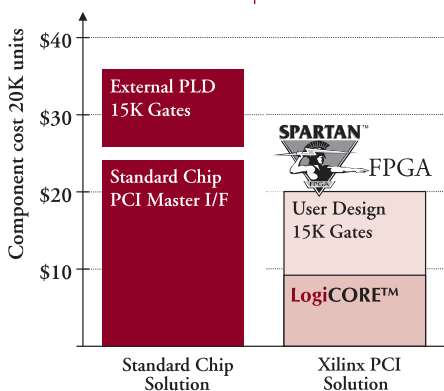 Component cost 20K units
$40
$30
$20
$10
External PLD
15K Gates
Standard Chip
PCI Master I/F
SPARTAN™
FPGA
FPGA
User Design
15K Gates
LogiCORE™
Standard Chip
Solution
Xilinx PCI
Solution